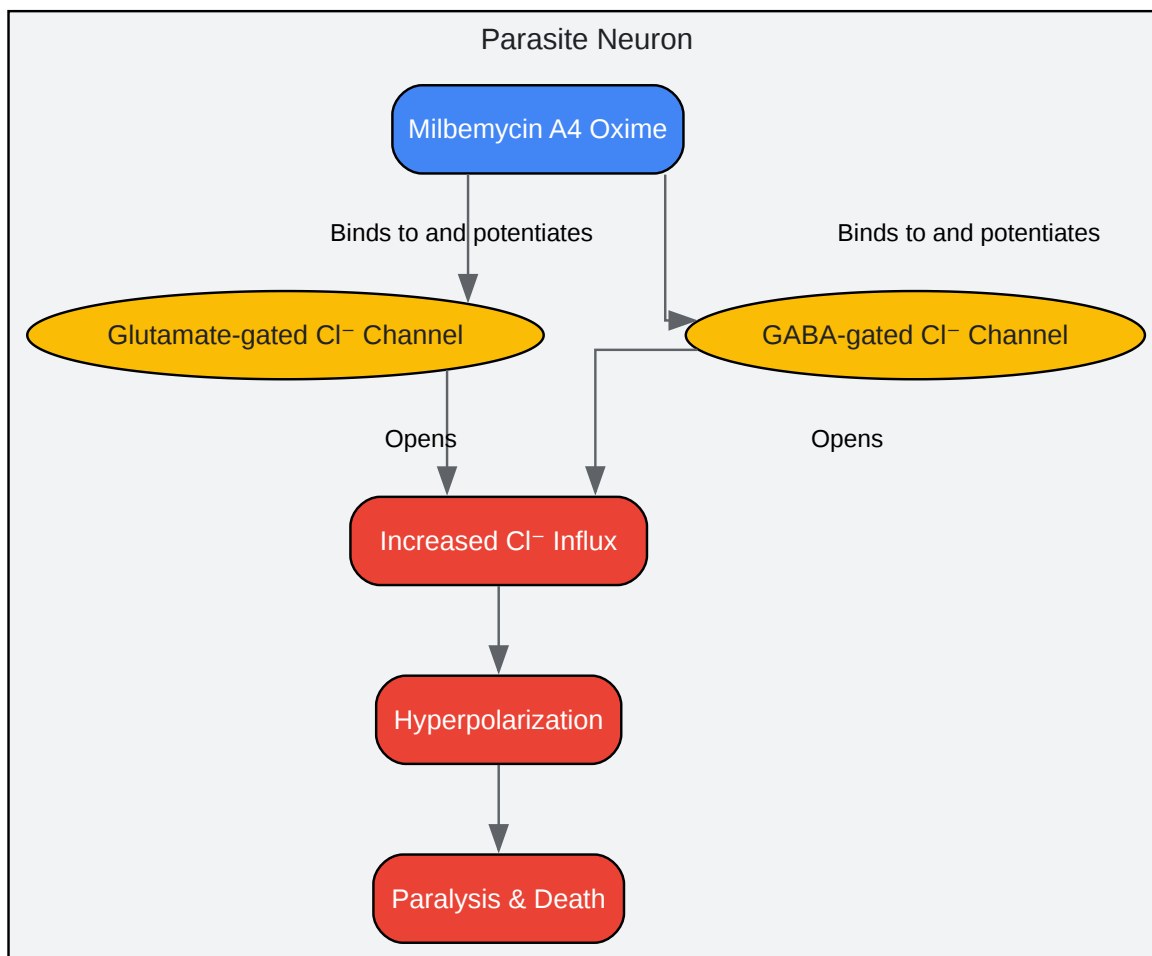 Parasite Neuron
Milbemycin A4 Oxime
Binds to and potentiates
Binds to and potentiates
Glutamate-gated Cl⁻ Channel
GABA-gated Cl⁻ Channel
Opens
Opens
Increased Cl⁻ Influx
Hyperpolarization
Paralysis & Death